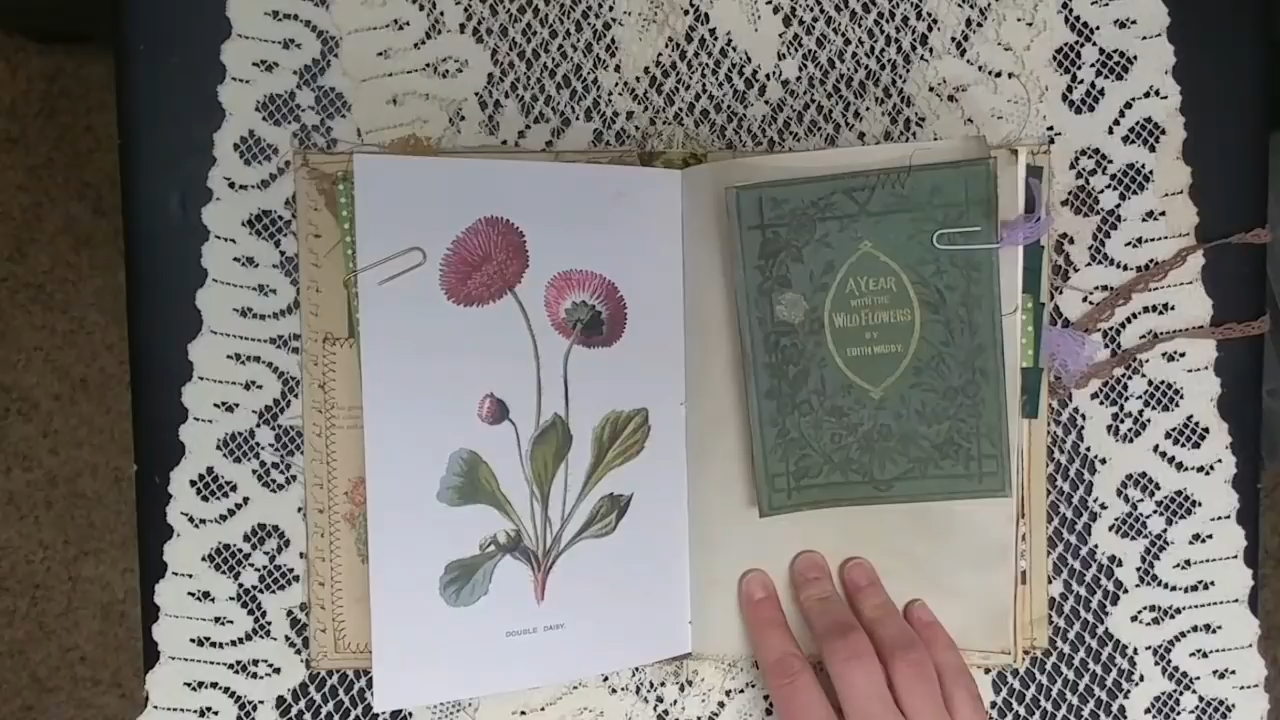 DOUBLE DAISY.
A YEAR
WITH THE
WILD FLOWERS
BY
EDITH WADDY.